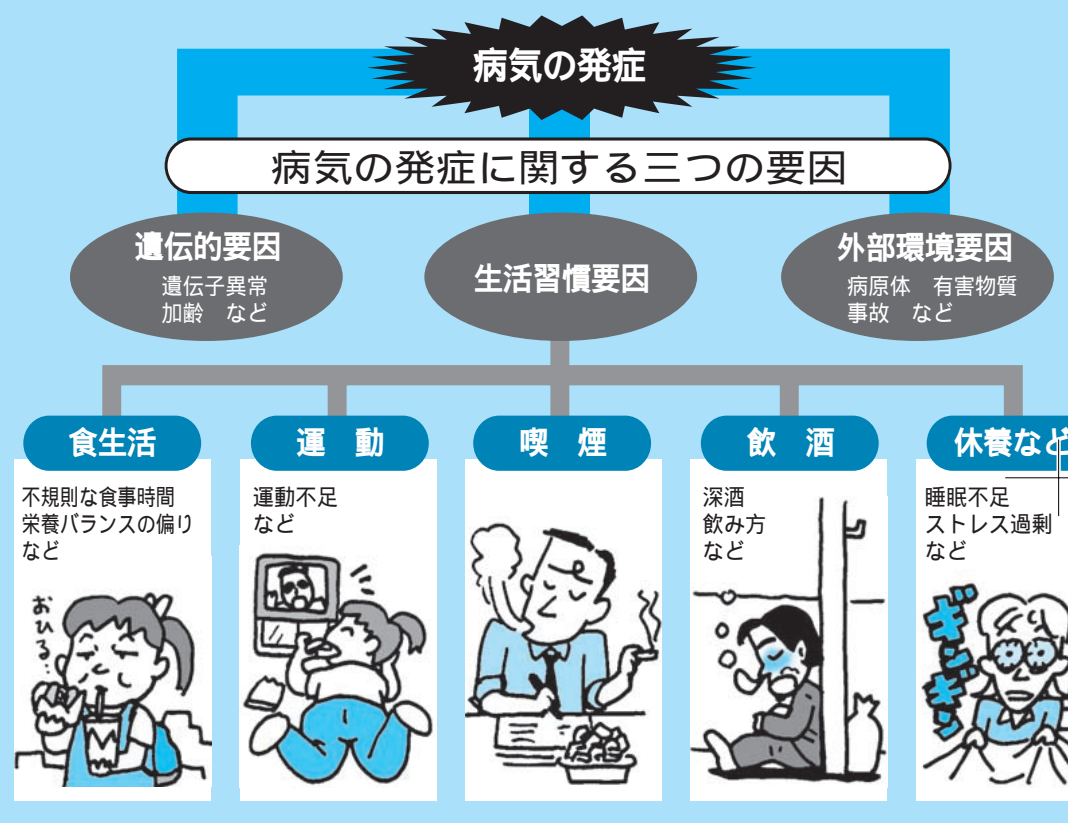 病気の発症
病気の発症に関する三つの要因
遺伝的要因
遺伝子異常
加齢　など
生活習慣要因
外部環境要因
病原体　有害物質
事故　など
食生活
不規則な食事時間
栄養バランスの偏り
など
おひる…
運　動
運動不足
など
喫　煙
飲　酒
深酒
飲み方
など
休養など
睡眠不足
ストレス過剰
など
ギンギン